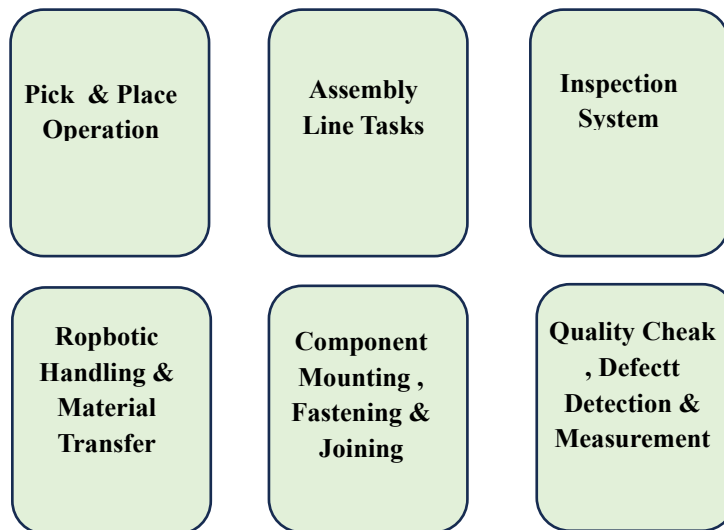 Pick & Place
Operation
Assembly
Line Tasks
Inspection
System
Ropbotic
Handling &
Material
Transfer
Component
Mounting ,
Fastening &
Joining
Quality Cheak
, Defectt
Detection &
Measurement